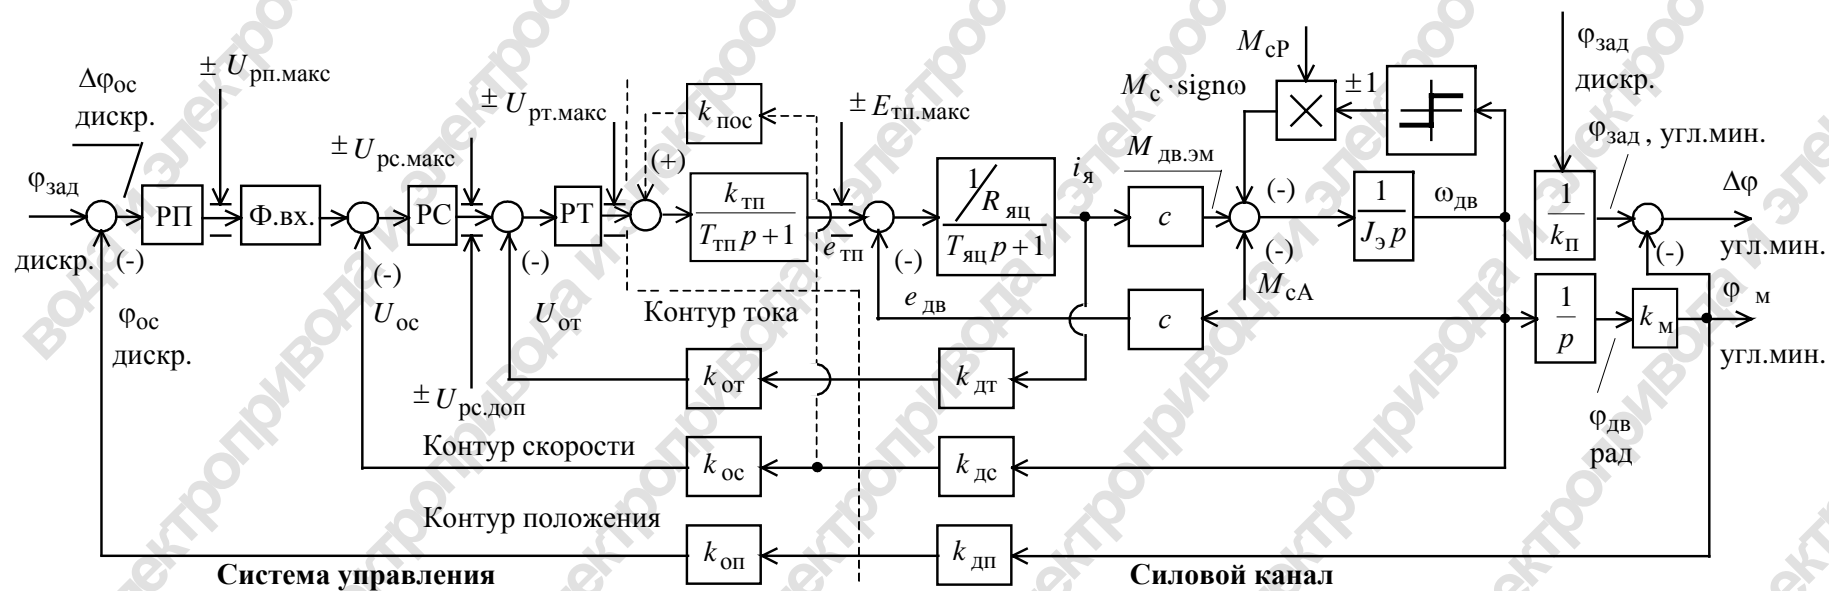 Δφос
дискр.
± Uрп.макс
φзад
дискр.
(-)
РП
Ф.вх.
± Uрс.макс
РС
(-)
Uос
φос
дискр.
± Uрт.макс
РТ
(-)
Uот
± Uрс.доп
kпос
(+)
kтп
Tтп p + 1
± Eтп.макс
eтп
(-)
eдв
1/Rяц
Tяц p + 1
iя
c
Mдв.эм
Mс · signω
MсР
±1
(-)
(-)
MсА
1
Jэ p
ωдв
φзад
дискр.
φзад , угл.мин.
1
kп
Δφ
угл.мин.
(-)
c
1
p
kм
φ м
угл.мин.
φдв
рад
Контур тока
kот
kдт
Контур скорости
kос
kдс
Контур положения
kоп
kдп
Система управления
Силовой канал